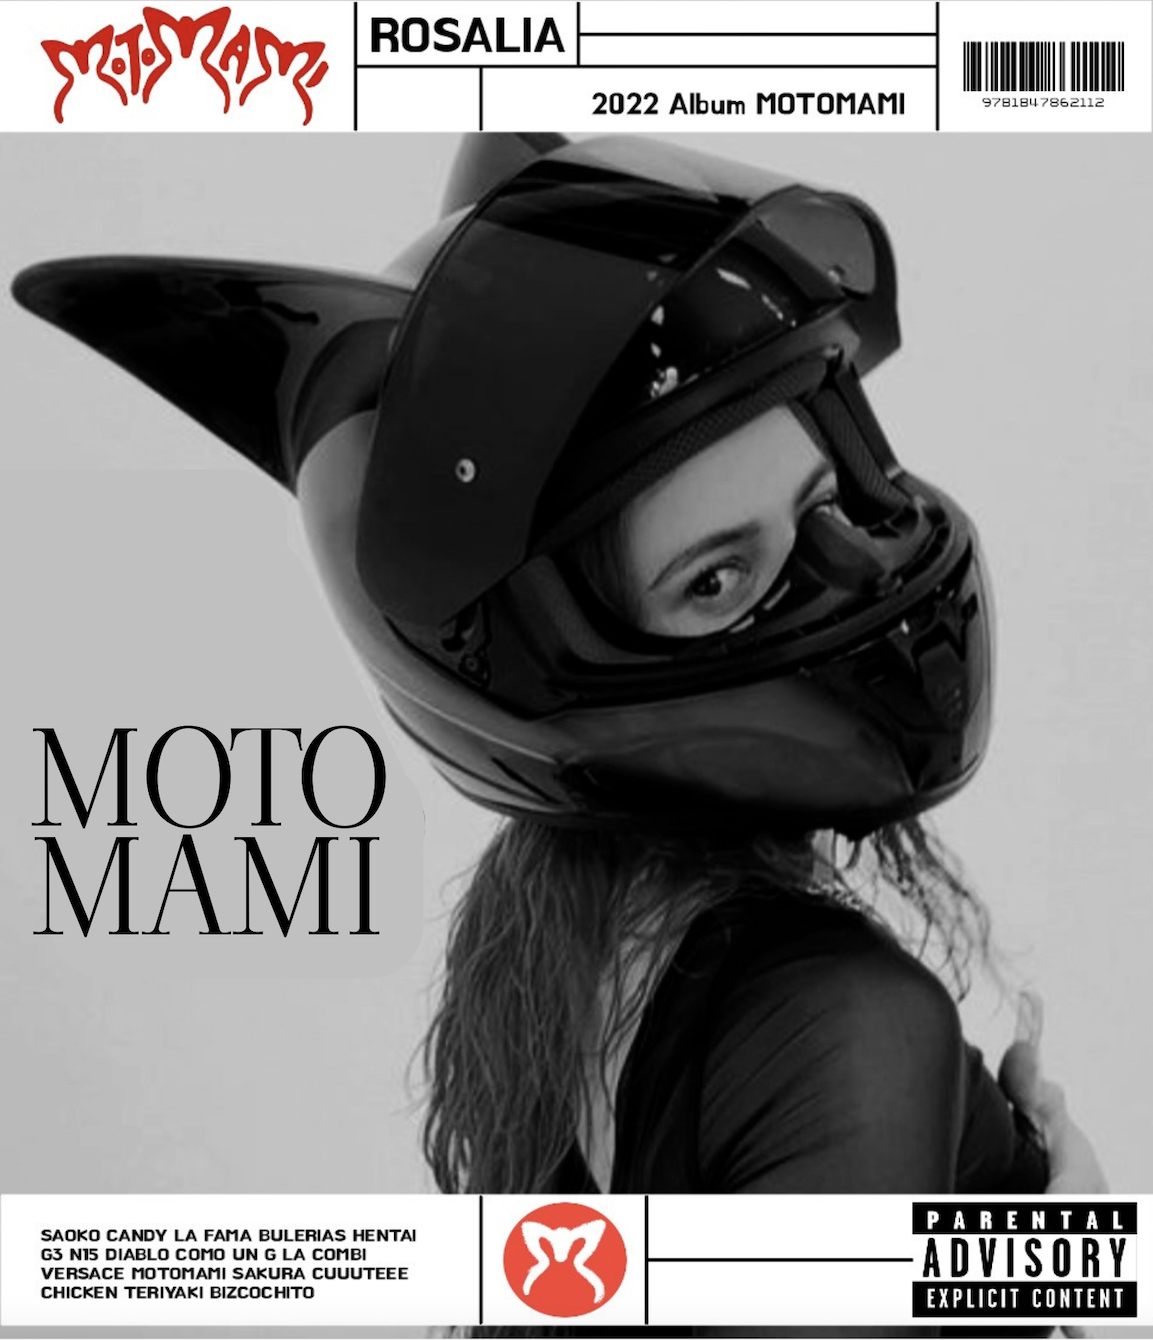 MOTOMAMI
ROSALIA
2022 Album MOTOMAMI
9781847862112
MOTO
MAMI
SAOKO CANDY LA FAMA BULERIAS HENTAI
G3 N15 DIABLO COMO UN G LA COMBI
VERSACE MOTOMAMI SAKURA CUUUTEEE
CHICKEN TERIYAKI BIZCOCHITO
PARENTAL
ADVISORY
EXPLICIT CONTENT